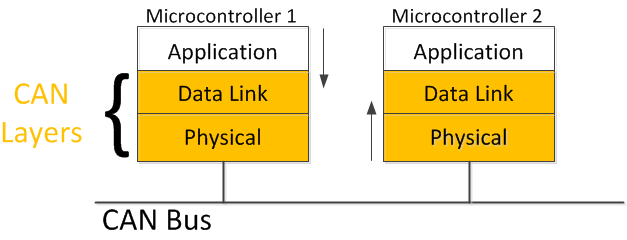 Microcontroller 1
Microcontroller 2
Application
Application
CAN
Layers
Data Link
Data Link
Physical
Physical
CAN Bus